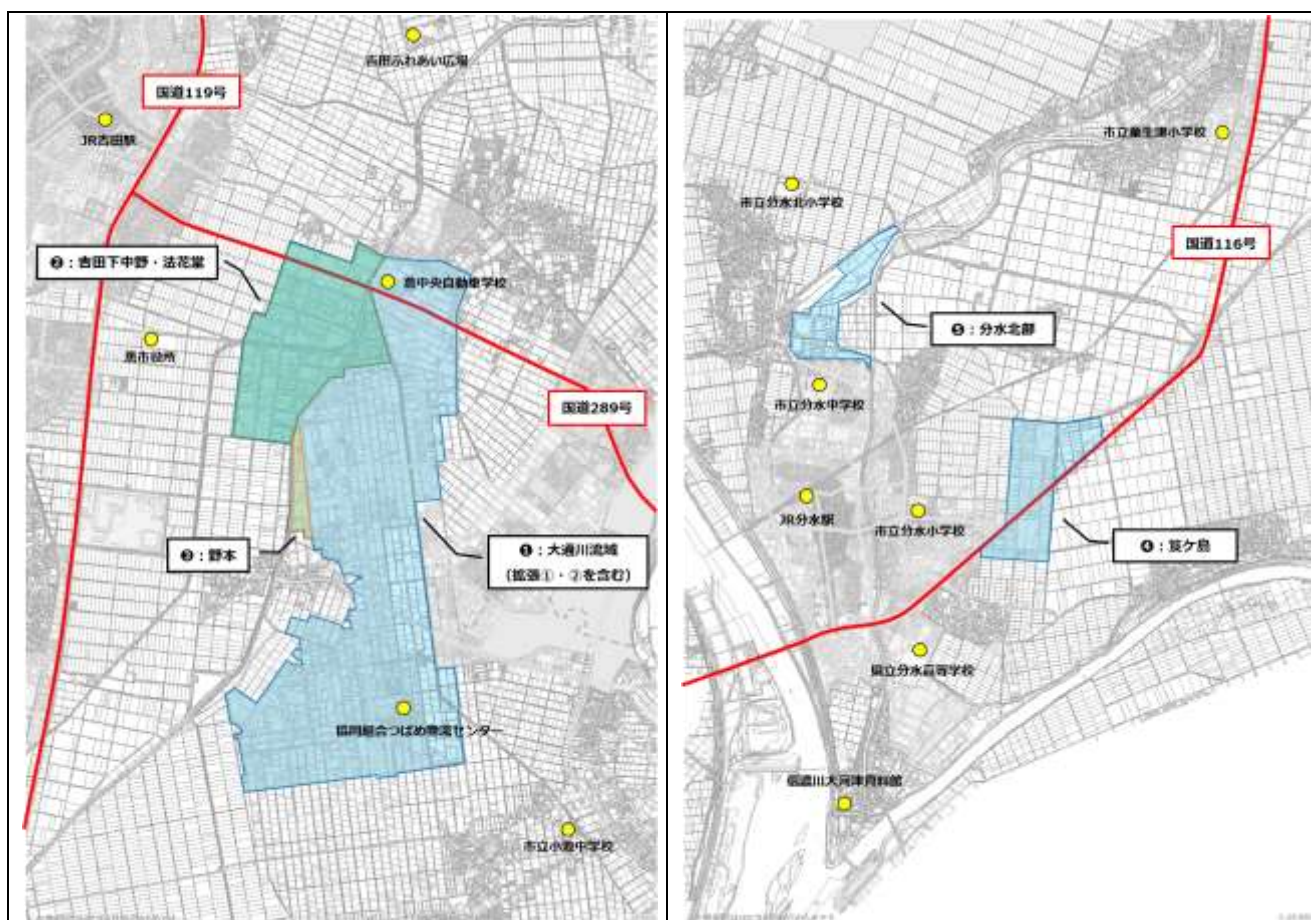 吉田ふれあい広場
国道119号
JR吉田駅
❷：吉田下中野・法花堂
燕中央自動車学校
燕市役所
国道289号
❸：野本
❶：大通川流域
（拡張①・②を含む）
協同組合つばめ物流センター
市立小池中学校
市立粟生津小学校
市立分水北小学校
国道116号
❺：分水北部
市立分水中学校
JR分水駅
市立分水小学校
❹：笈ケ島
県立分水高等学校
信濃川大河津資料館